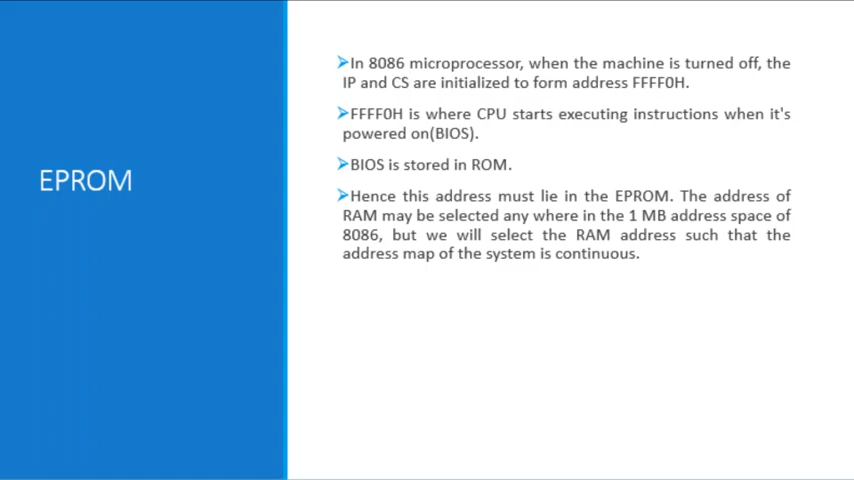 EPROM
➢In 8086 microprocessor, when the machine is turned off, the
IP and CS are initialized to form address FFFF0H.
➢FFFF0H is where CPU starts executing instructions when it's
powered on(BIOS).
➢BIOS is stored in ROM.
➢Hence this address must lie in the EPROM. The address of
RAM may be selected any where in the 1 MB address space of
8086, but we will select the RAM address such that the
address map of the system is continuous.